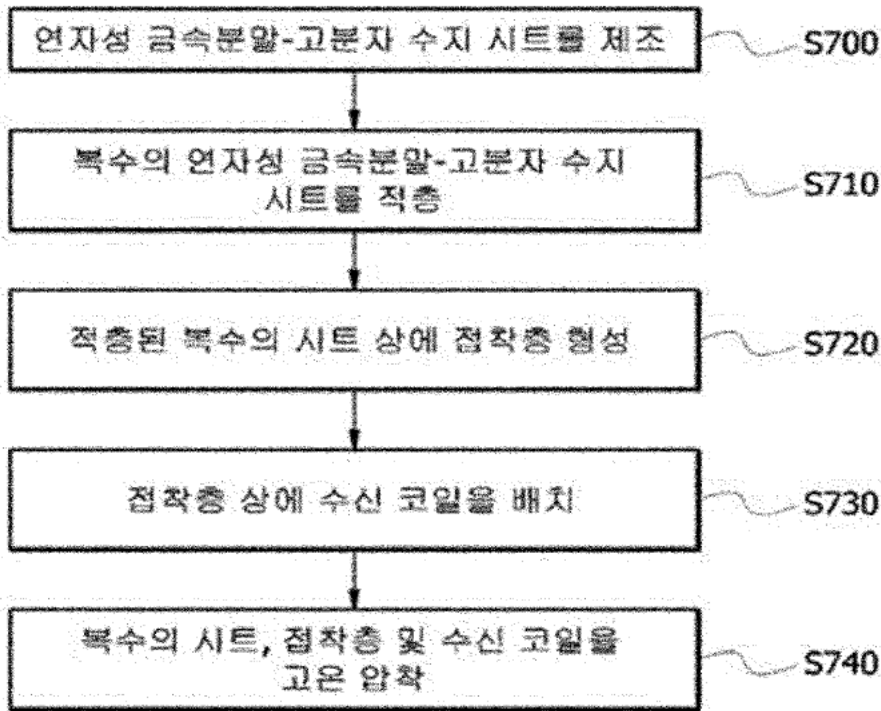 연자성 금속분말-고분자 수지 시트를 제조
S700
복수의 연자성 금속분말-고분자 수지
시트를 적층
S710
적층된 복수의 시트 상에 접착층 형성
S720
접착층 상에 수신 코일을 배치
S730
복수의 시트, 접착층 및 수신 코일을
고온 압착
S740